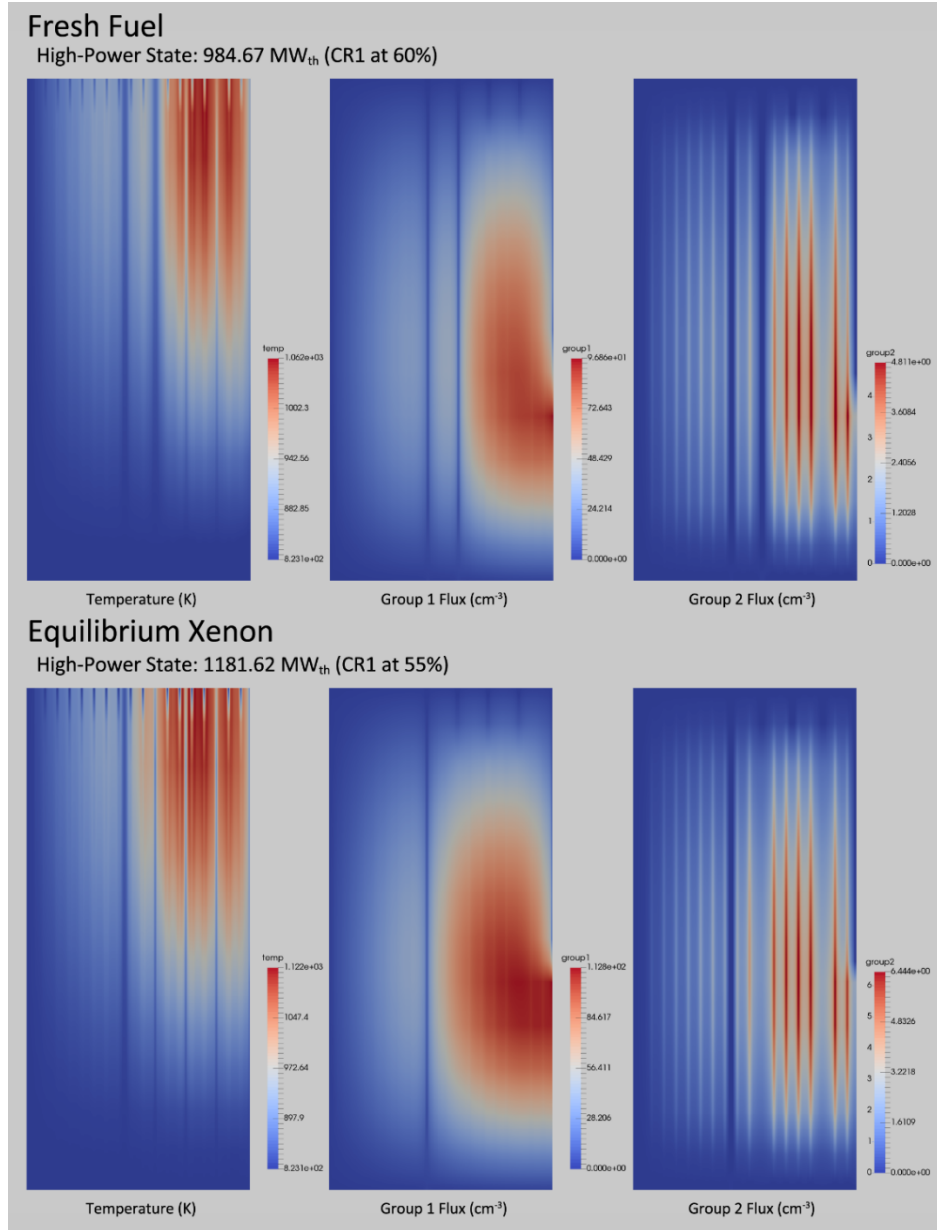 Fresh Fuel
High-Power State: 984.67 MWth (CR1 at 60%)
temp
1.062e+03
1002.3
942.56
882.85
8.231e+02
Temperature (K)
group1
9.686e+01
72.643
48.429
24.214
0.000e+00
Group 1 Flux (cm-3)
group2
4.811e+00
4
3.6084
3
2.4056
2
1.2028
1
0
0.000e+00
Group 2 Flux (cm-3)
Equilibrium Xenon
High-Power State: 1181.62 MWth (CR1 at 55%)
temp
1.122e+03
1047.4
972.64
897.9
8.231e+02
Temperature (K)
group1
1.128e+02
84.617
56.411
28.206
0.000e+00
Group 1 Flux (cm-3)
group2
6.444e+00
6
5
4.8326
4
3.2218
3
2
1.6109
1
0
0.000e+00
Group 2 Flux (cm-3)